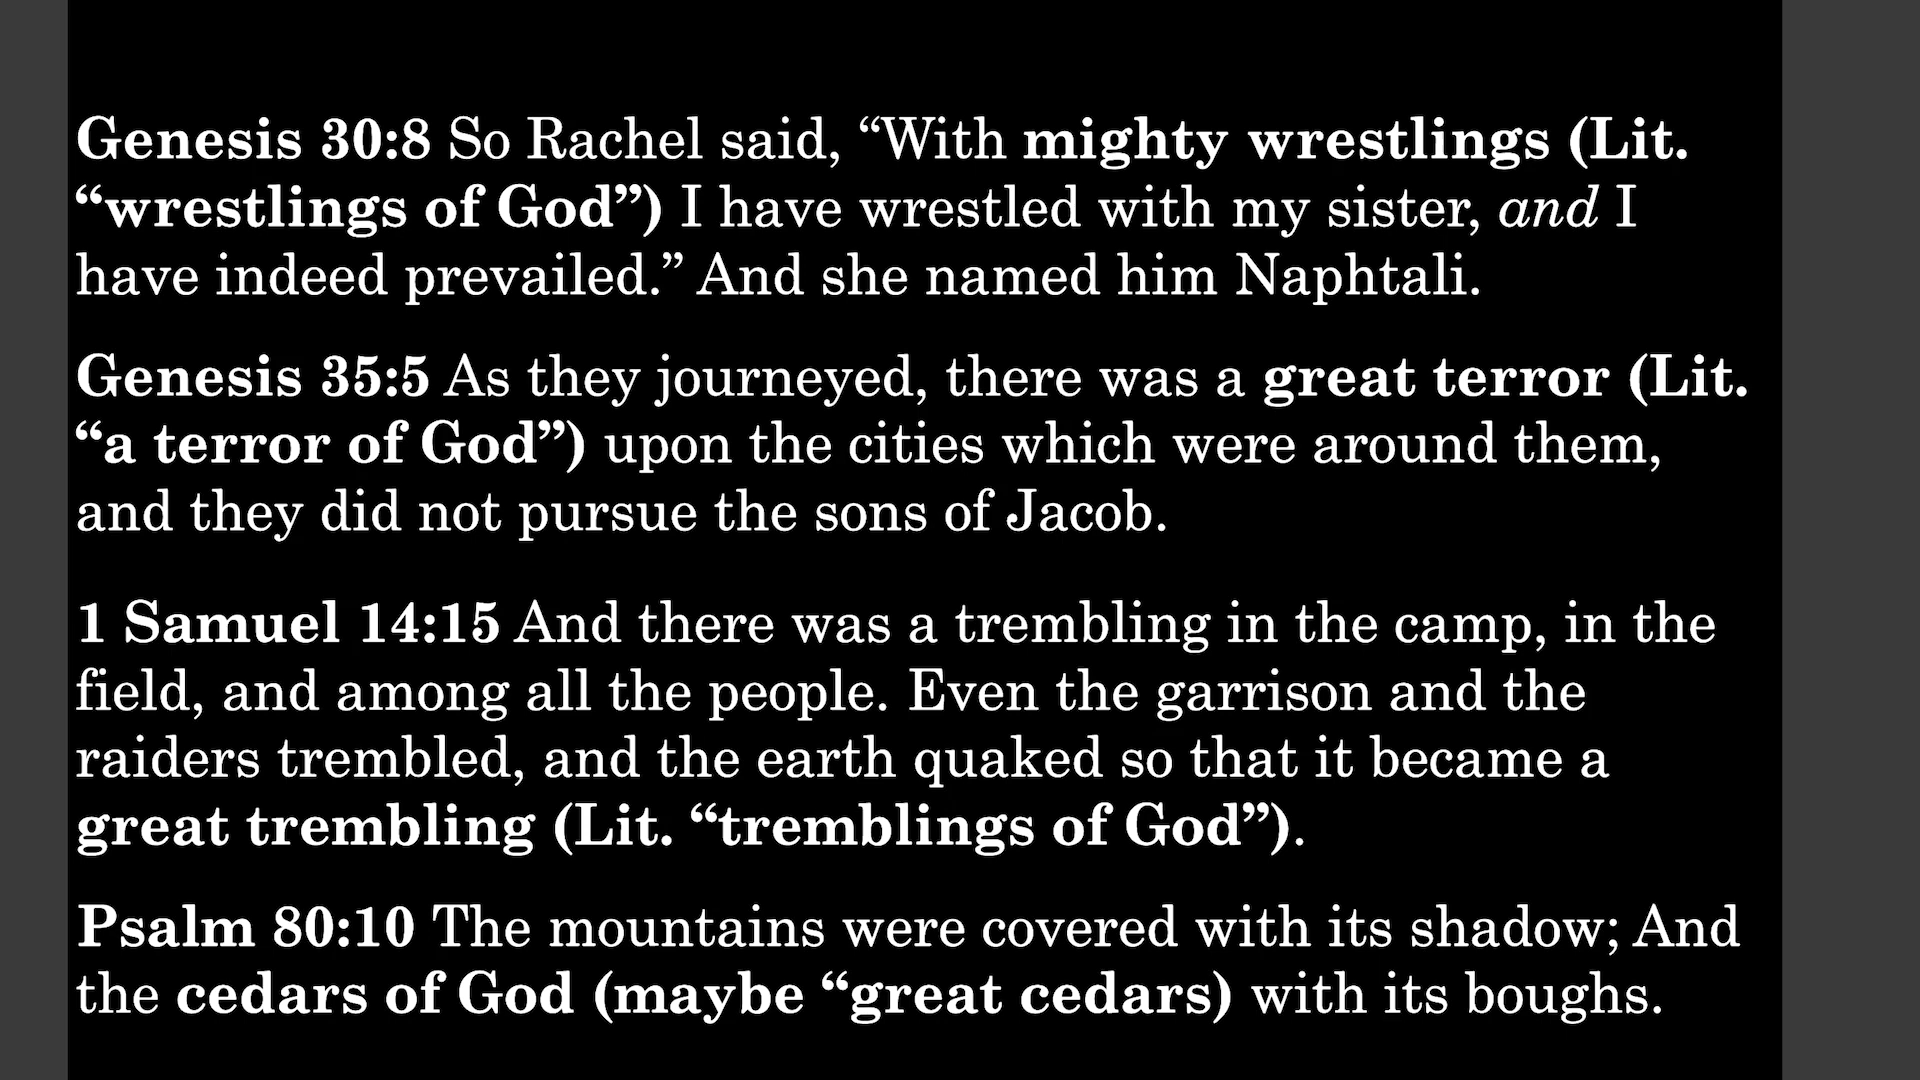 Genesis 30:8 So Rachel said, “With mighty wrestlings (Lit.
“wrestlings of God”) I have wrestled with my sister, and I
have indeed prevailed.” And she named him Naphtali.
Genesis 35:5 As they journeyed, there was a great terror (Lit.
“a terror of God”) upon the cities which were around them,
and they did not pursue the sons of Jacob.
1 Samuel 14:15 And there was a trembling in the camp, in the
field, and among all the people. Even the garrison and the
raiders trembled, and the earth quaked so that it became a
great trembling (Lit. “tremblings of God”).
Psalm 80:10 The mountains were covered with its shadow; And
the cedars of God (maybe “great cedars) with its boughs.